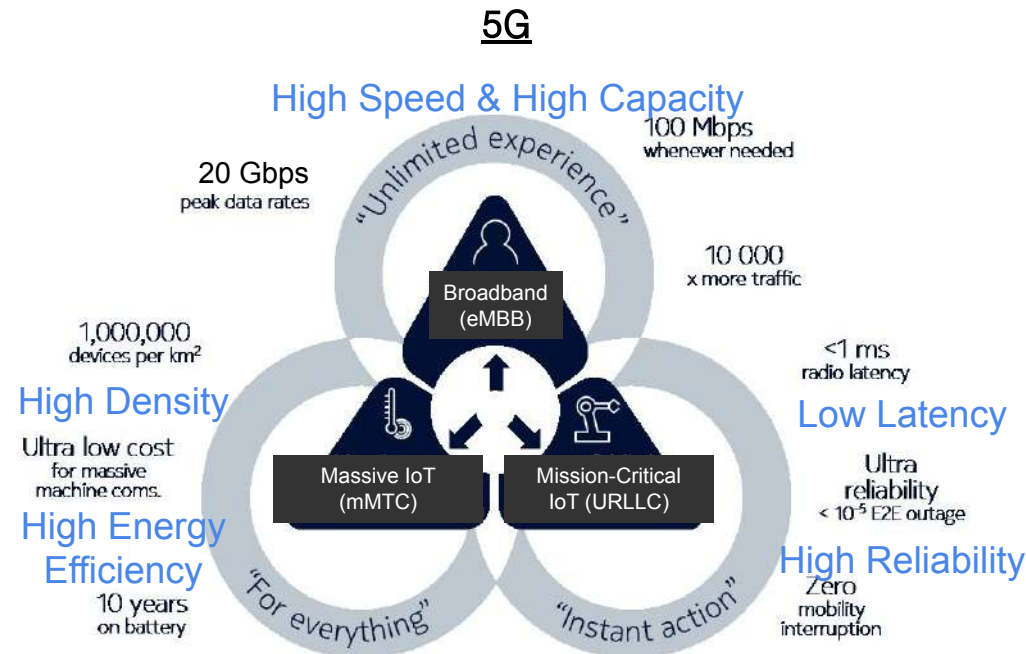 5G
High Speed & High Capacity
"Unlimited experience"
100 Mbps
whenever needed
20 Gbps
peak data rates
10 000
x more traffic
Broadband
(eMBB)
1,000,000
devices per km²
High Density
Ultra low cost
for massive
machine coms.
High Energy
Efficiency
10 years
on battery
Massive IoT
(mMTC)
"For everything"
Mission-Critical
IoT (URLLC)
"Instant action"
<1 ms
radio latency
Low Latency
Ultra
reliability
< 10⁻⁵ E2E outage
High Reliability
Zero
mobility
interruption